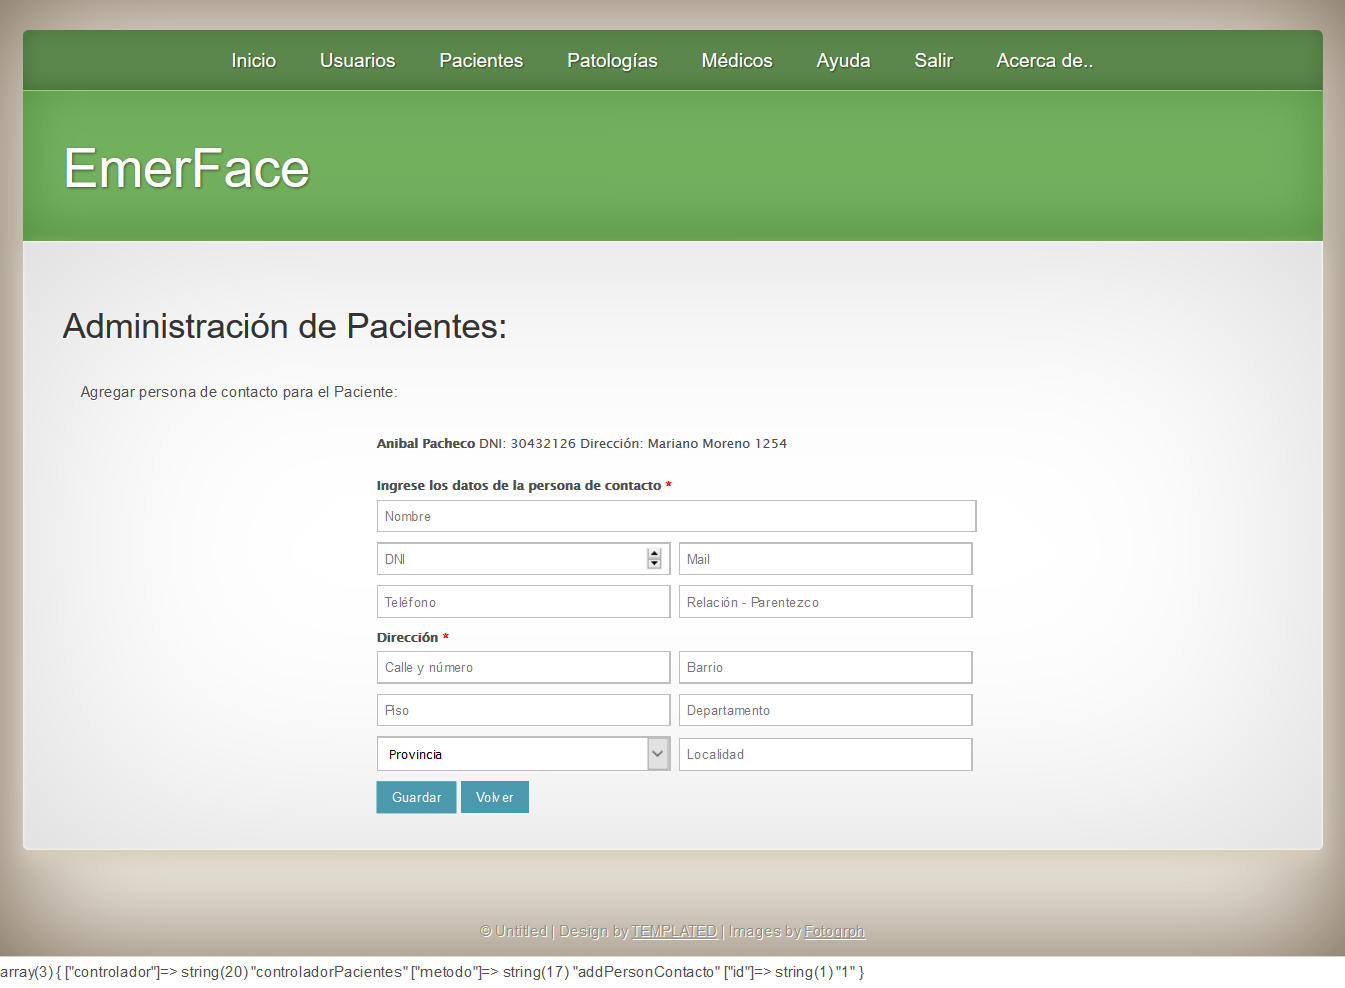 Inicio Usuarios Pacientes Patologías Médicos Ayuda Salir Acerca de..
EmerFace
Administración de Pacientes:
Agregar persona de contacto para el Paciente:
Anibal Pacheco DNI: 30432126 Dirección: Mariano Moreno 1254
Ingrese los datos de la persona de contacto *
Nombre
DNI Mail
Teléfono Relación - Parentezco
Dirección *
Calle y número Barrio
Piso Departamento
Provincia Localidad
Guardar Volver
© Untitled | Design by TEMPLATED | Images by Fotogrph
array(3) { ["controlador"]=> string(20) "controladorPacientes" ["metodo"]=> string(17) "addPersonContacto" ["id"]=> string(1) "1" }